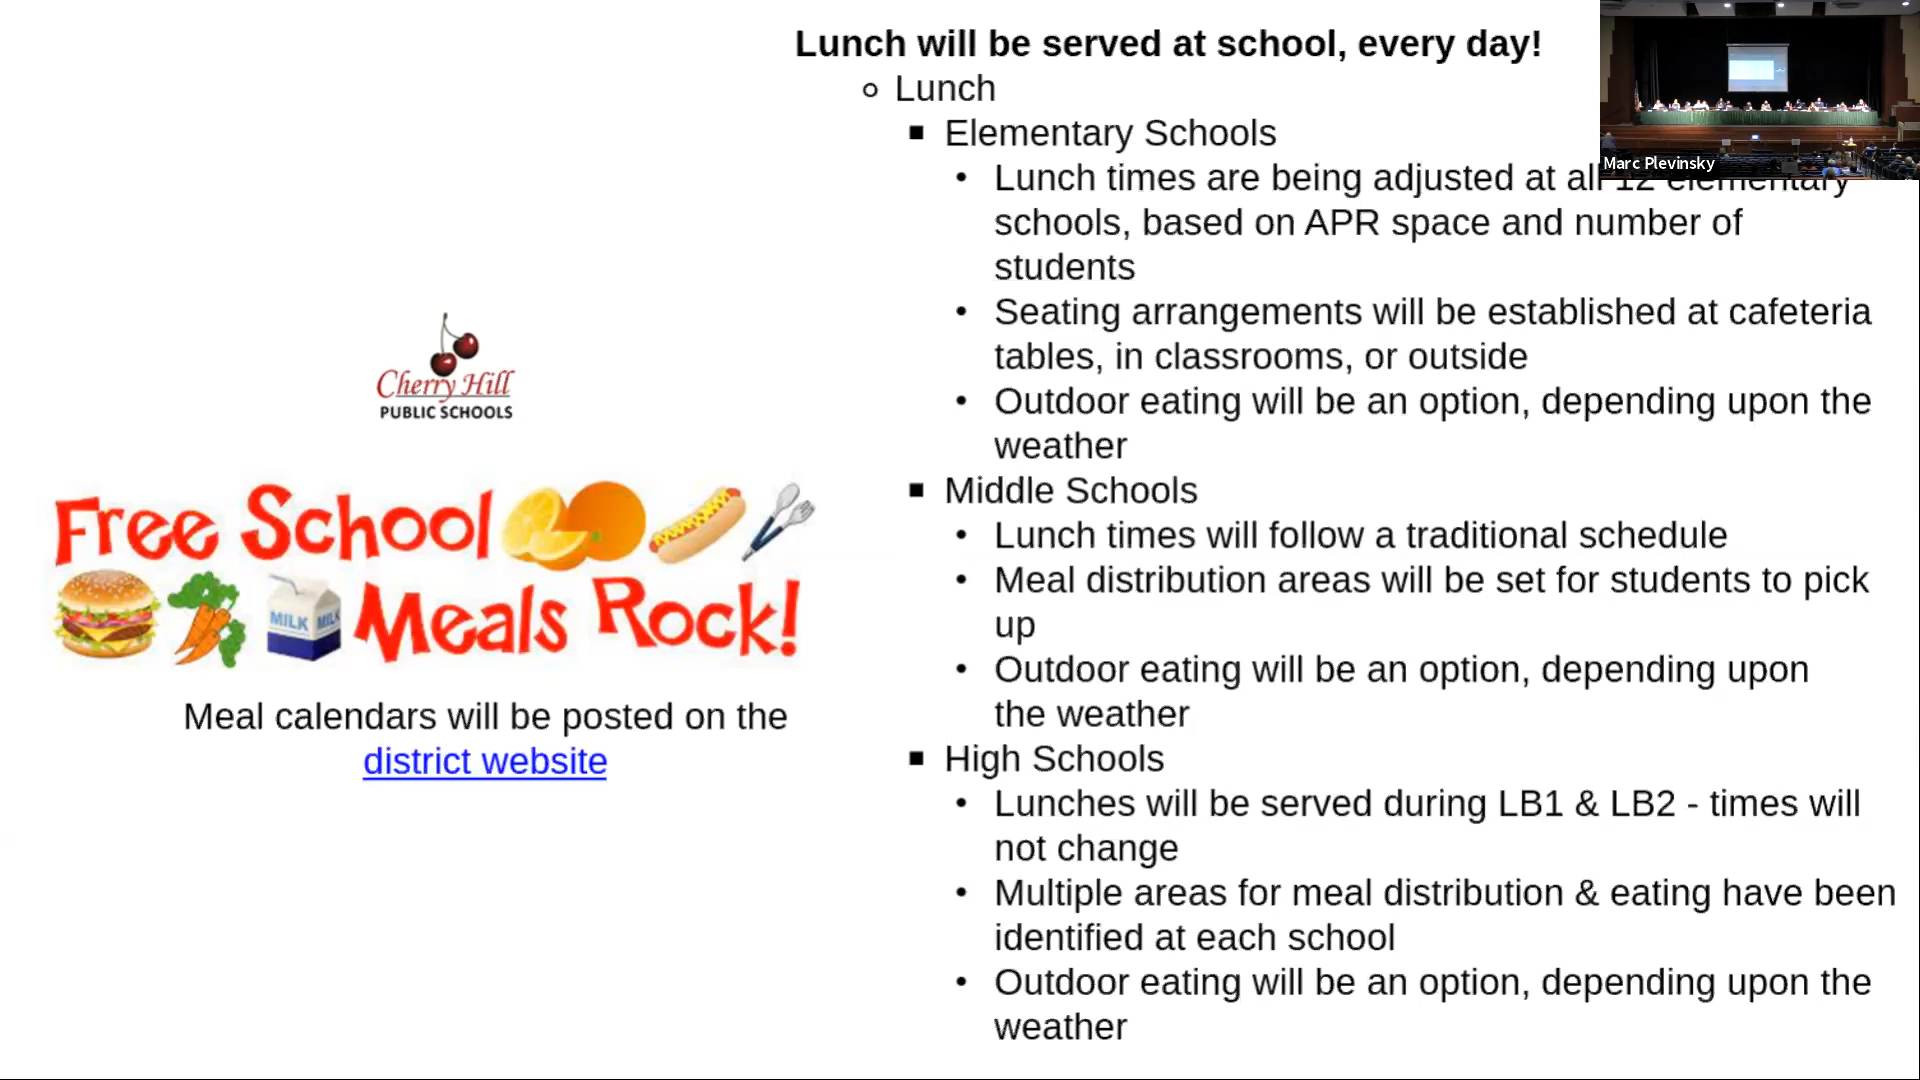 Lunch will be served at school, every day!
Lunch
Elementary Schools
Lunch times are being adjusted at all 12 elementary
schools, based on APR space and number of
students
Seating arrangements will be established at cafeteria
tables, in classrooms, or outside
Outdoor eating will be an option, depending upon the
weather
Middle Schools
Lunch times will follow a traditional schedule
Meal distribution areas will be set for students to pick
up
Outdoor eating will be an option, depending upon
the weather
High Schools
Lunches will be served during LB1 & LB2 - times will
not change
Multiple areas for meal distribution & eating have been
identified at each school
Outdoor eating will be an option, depending upon the
weather
Cherry Hill
PUBLIC SCHOOLS
Free School
MILK MILK Meals Rock!
Meal calendars will be posted on the
district website
Marc Plevinsky